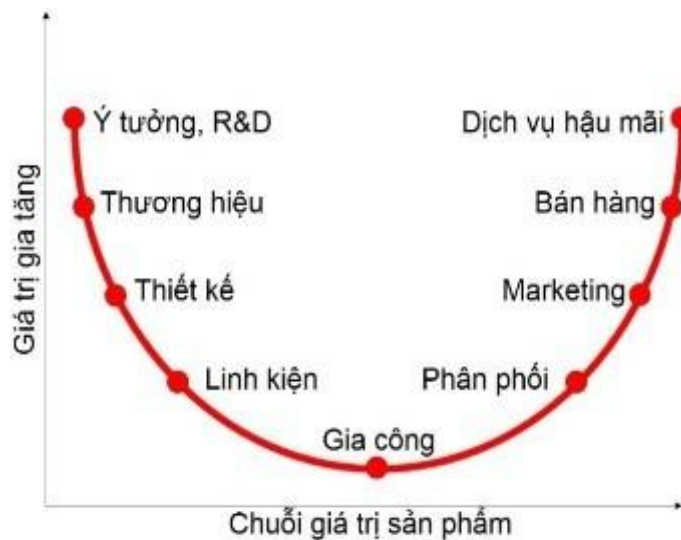 Giá trị gia tăng
Ý tưởng, R&D
Dịch vụ hậu mãi
Thương hiệu
Bán hàng
Thiết kế
Marketing
Linh kiện
Phân phối
Gia công
Chuỗi giá trị sản phẩm